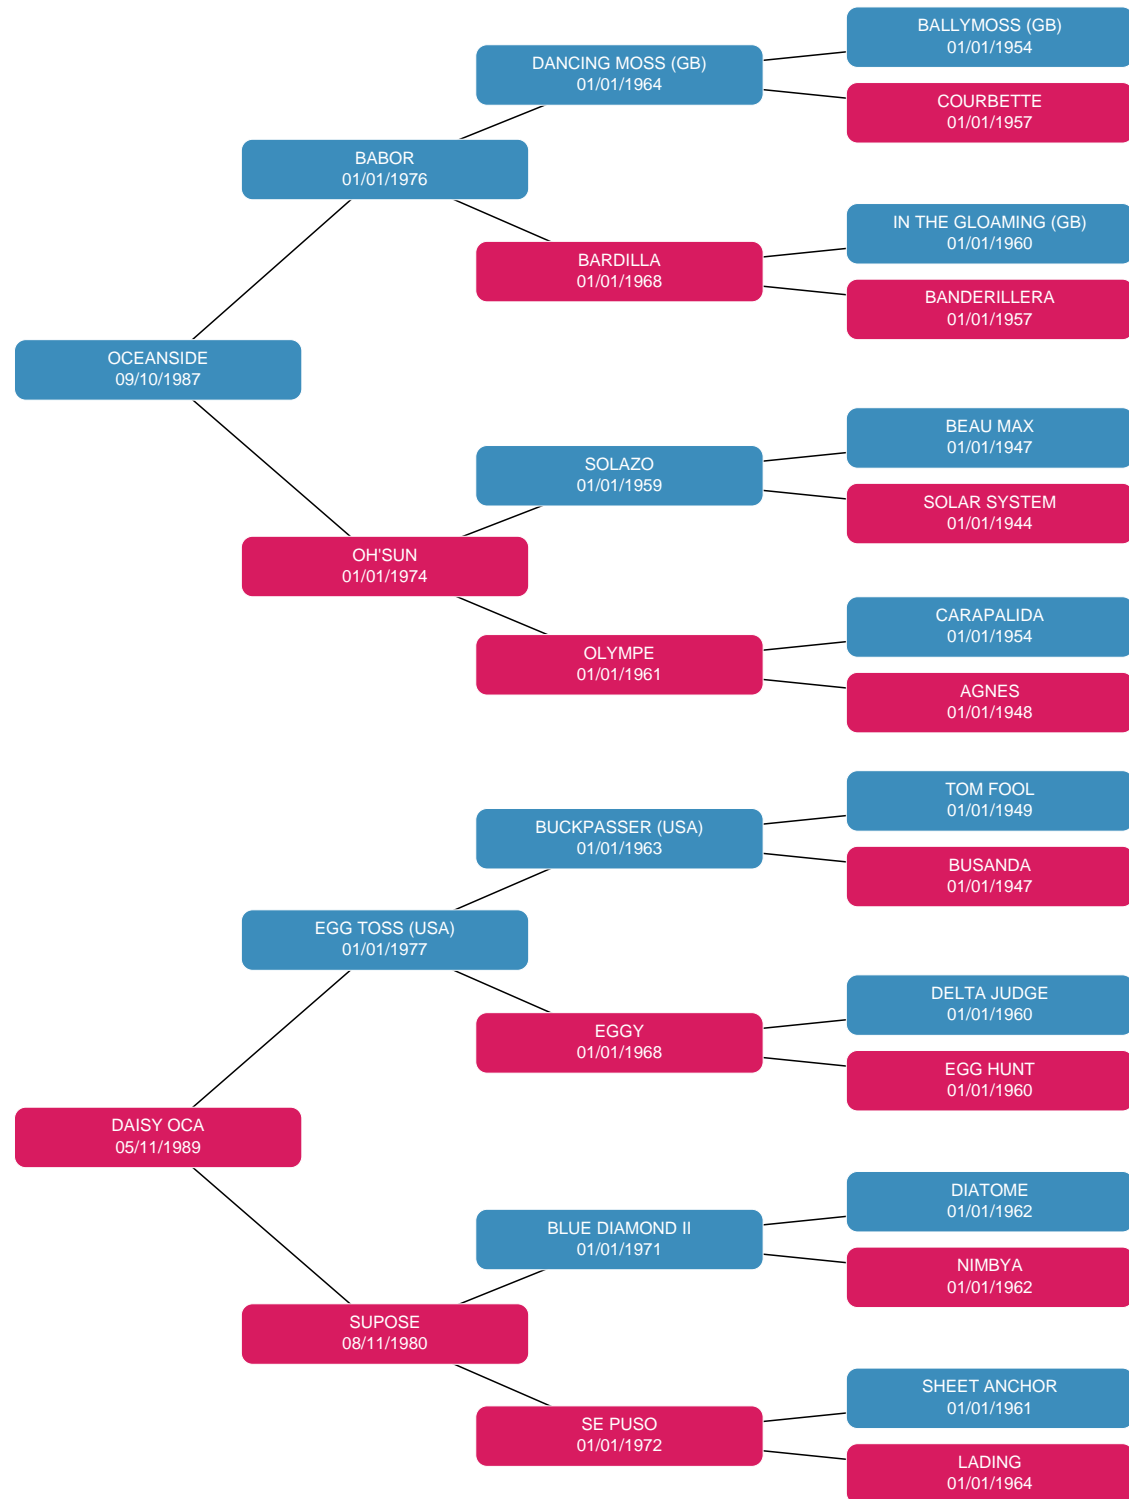 BALLYMOSS (GB)
01/01/1954
DANCING MOSS (GB)
01/01/1964
COURBETTE
01/01/1957
BABOR
01/01/1976
IN THE GLOAMING (GB)
01/01/1960
BARDILLA
01/01/1968
BANDERILLERA
01/01/1957
OCEANSIDE
09/10/1987
BEAU MAX
01/01/1947
SOLAZO
01/01/1959
SOLAR SYSTEM
01/01/1944
OH'SUN
01/01/1974
CARAPALIDA
01/01/1954
OLYMPE
01/01/1961
AGNES
01/01/1948
TOM FOOL
01/01/1949
BUCKPASSER (USA)
01/01/1963
BUSANDA
01/01/1947
EGG TOSS (USA)
01/01/1977
DELTA JUDGE
01/01/1960
EGGY
01/01/1968
EGG HUNT
01/01/1960
DAISY OCA
05/11/1989
DIATOME
01/01/1962
BLUE DIAMOND II
01/01/1971
NIMBYA
01/01/1962
SUPOSE
08/11/1980
SHEET ANCHOR
01/01/1961
SE PUSO
01/01/1972
LADING
01/01/1964